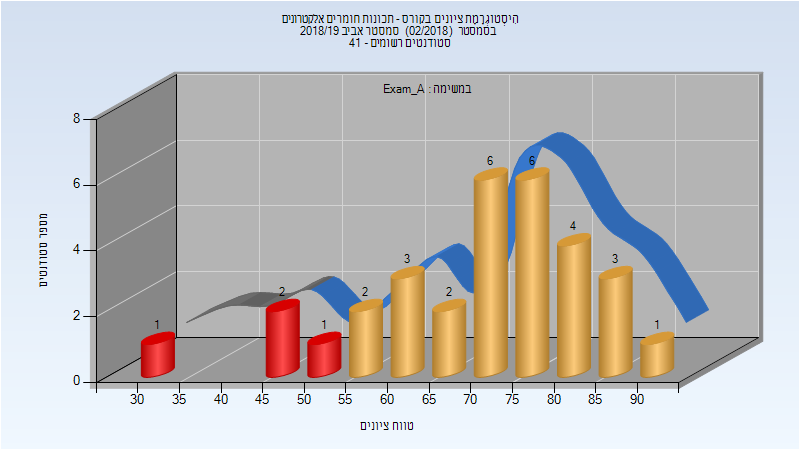 היסטוגרמת ציונים בקורס - תכונות חומרים אלקטרונים
בסמסטר (02/2018) סמסטר אביב 2018/19
סטודנטים רשומים - 41
במשימה : Exam_A
מספר סטודנטים
8
6
4
2
0
1
2
1
2
3
2
6
6
4
3
1
30 35 40 45 50 55 60 65 70 75 80 85 90
טווח ציונים